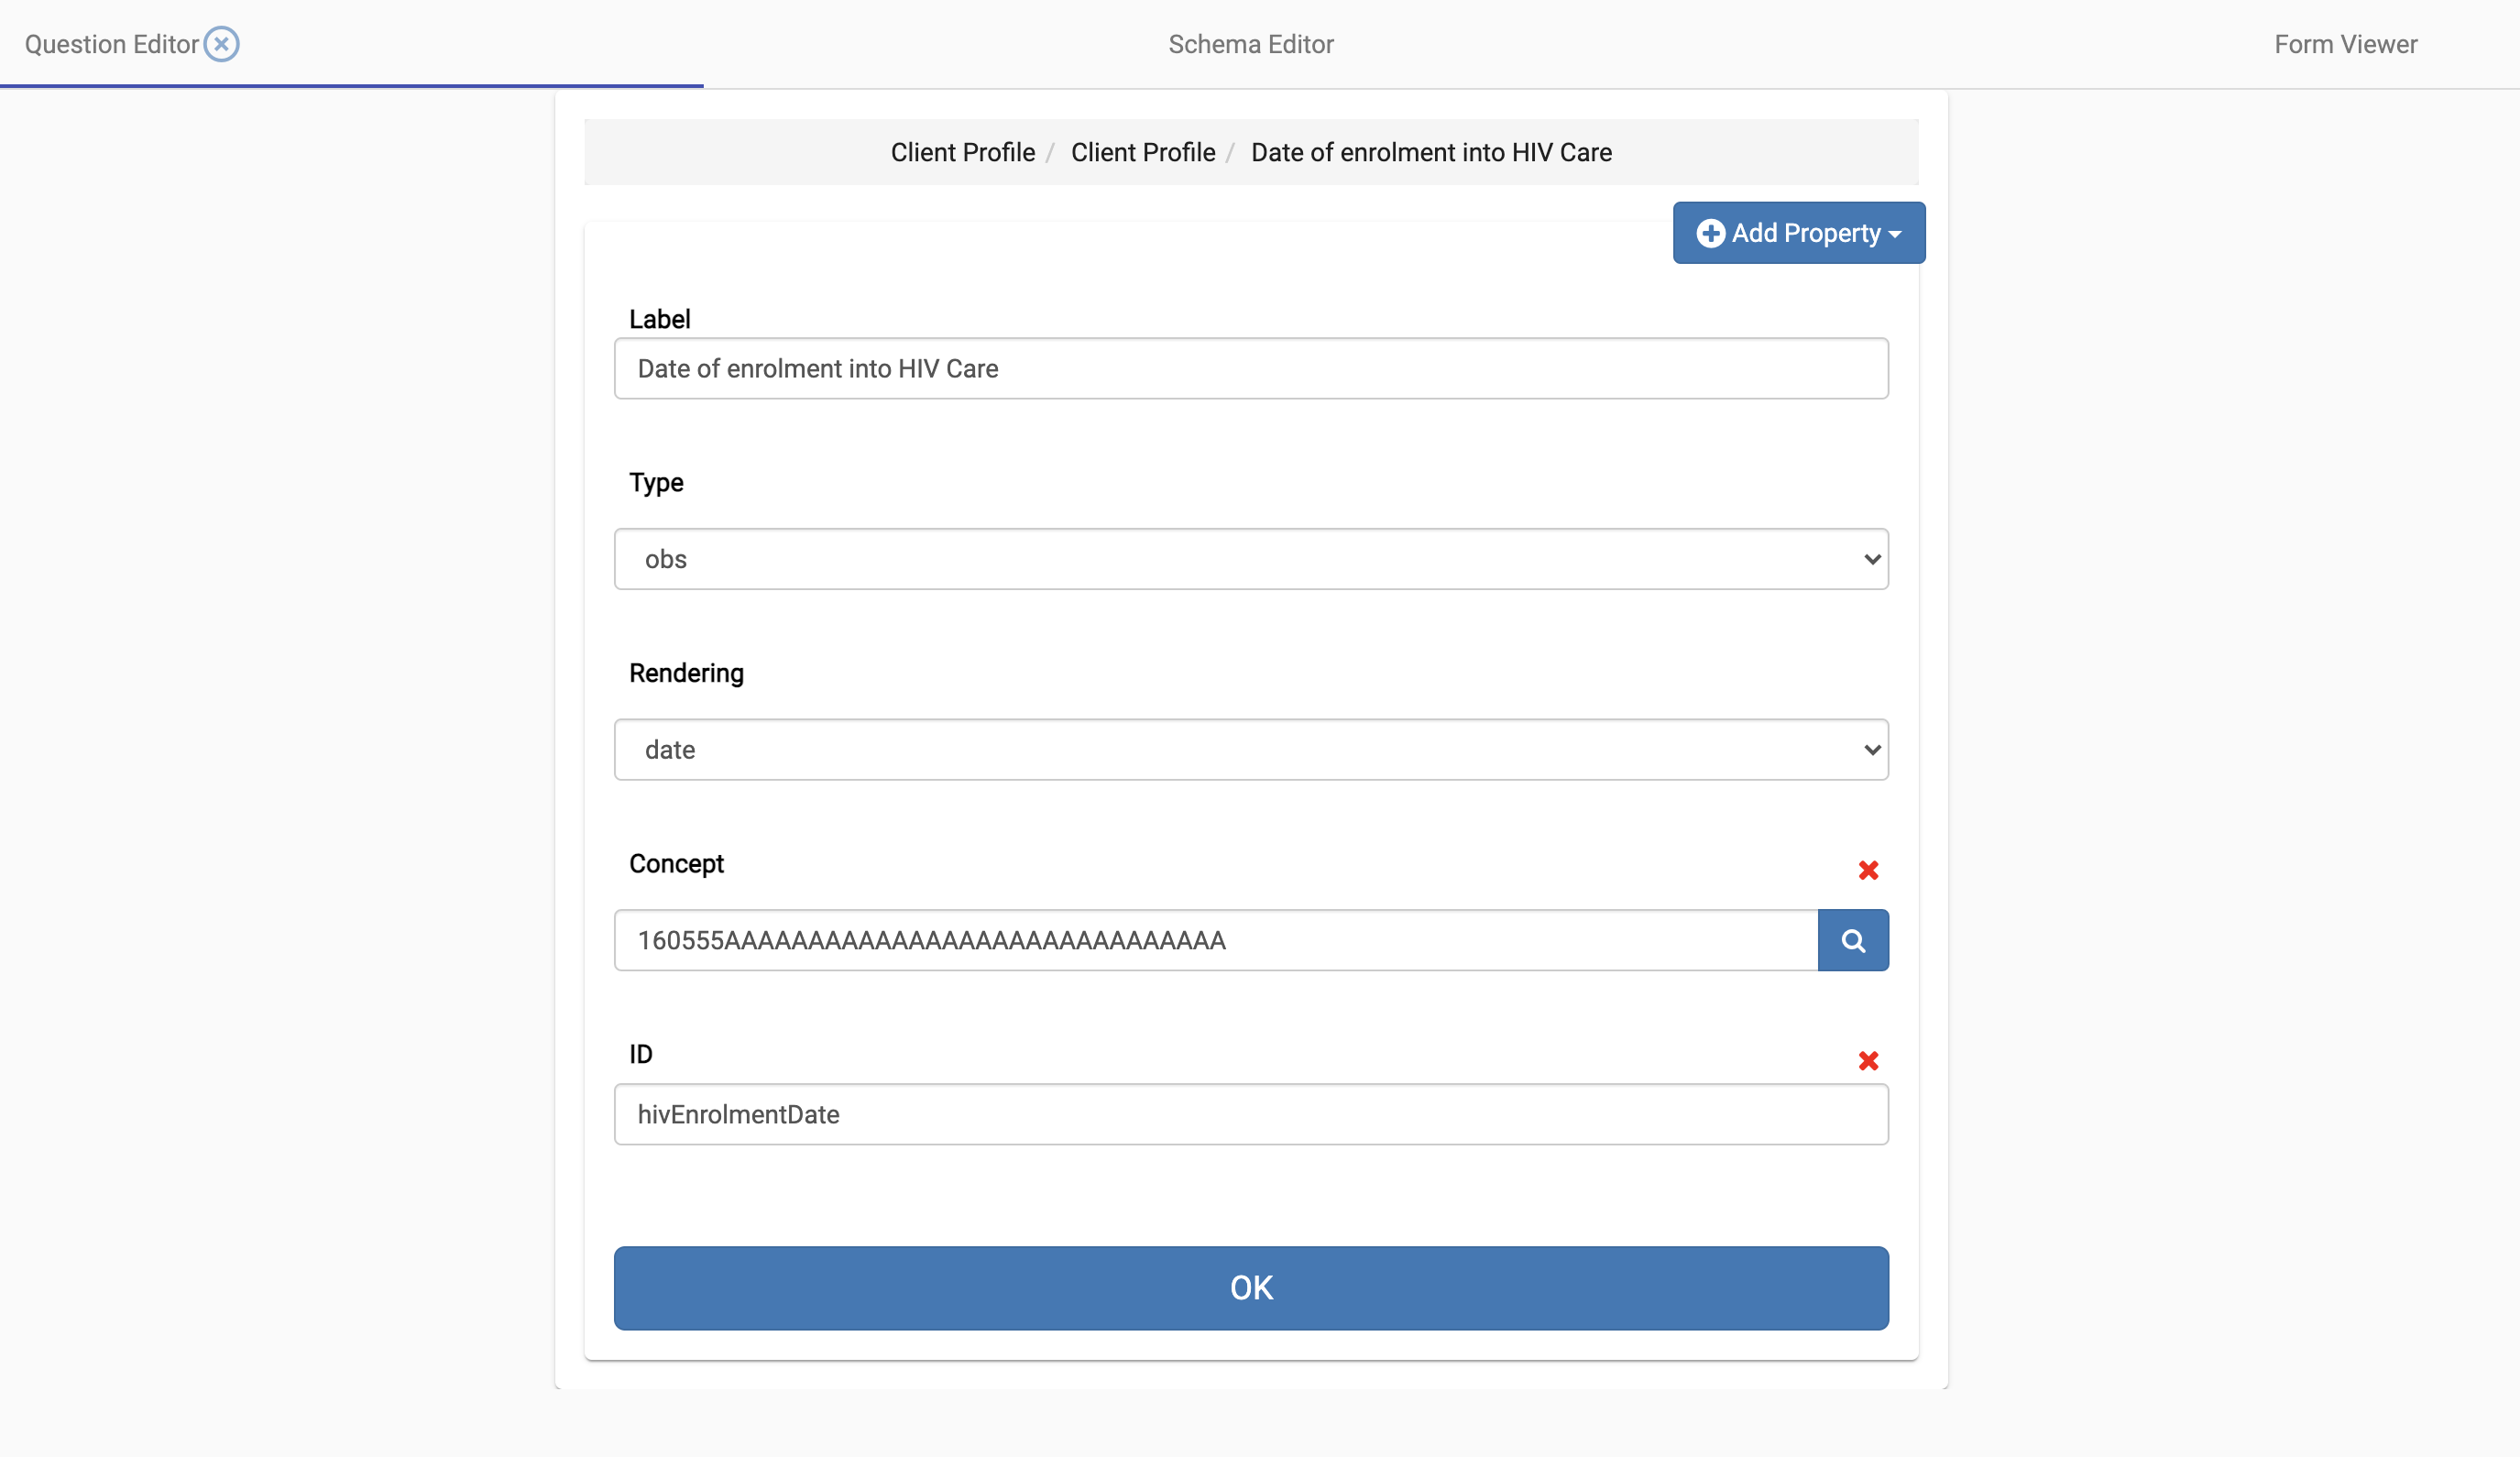 Question Editor
Schema Editor
Form Viewer
Client Profile / Client Profile / Date of enrolment into HIV Care
Add Property
Label
Date of enrolment into HIV Care
Type
obs
Rendering
date
Concept
160555AAAAAAAAAAAAAAAAAAAAAAAAAAAAAA
ID
hivEnrolmentDate
OK